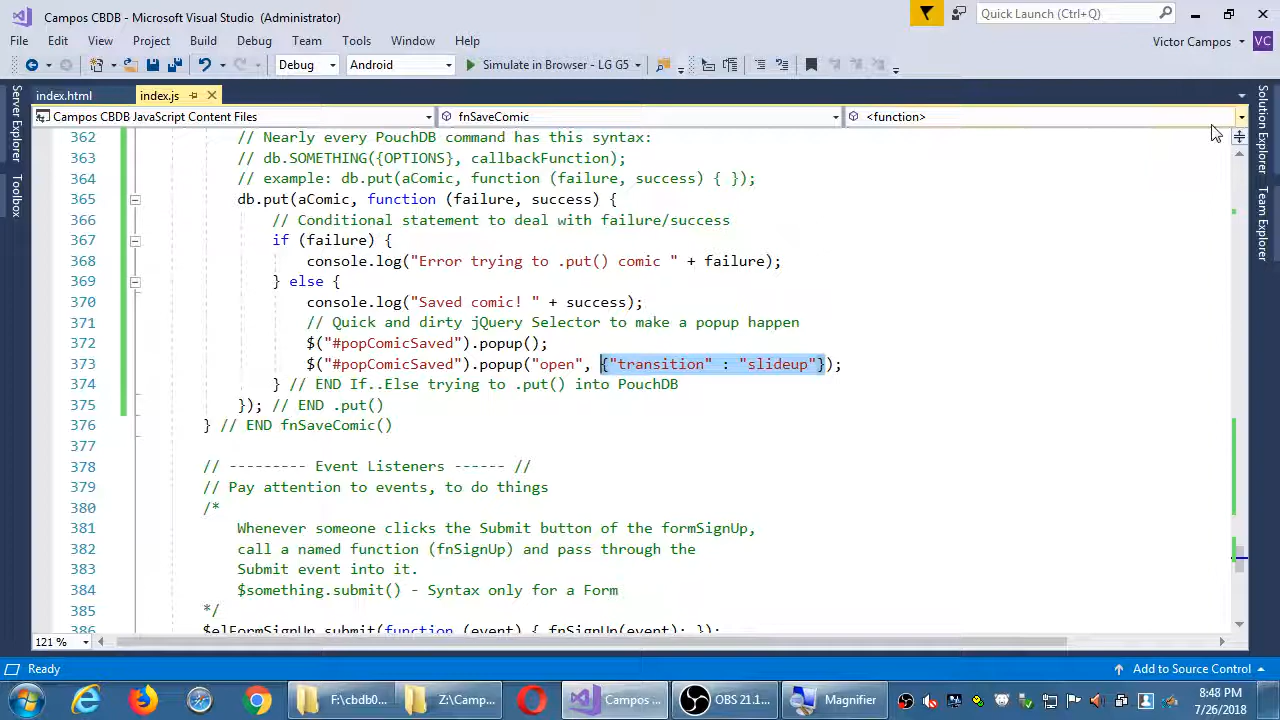 Campos CBDB - Microsoft Visual Studio (Administrator)
Quick Launch (Ctrl+Q)
File Edit View Project Build Debug Team Tools Window Help
Victor Campos VC
Debug Android Simulate in Browser - LG G5
index.html index.js
Campos CBDB JavaScript Content Files fnSaveComic <function>
Server Explorer
Toolbox
Solution Explorer
Team Explorer
362 // Nearly every PouchDB command has this syntax:
363 // db.SOMETHING({OPTIONS}, callbackFunction);
364 // example: db.put(aComic, function (failure, success) { });
365 db.put(aComic, function (failure, success) {
366 // Conditional statement to deal with failure/success
367 if (failure) {
368 console.log("Error trying to .put() comic " + failure);
369 } else {
370 console.log("Saved comic! " + success);
371 // Quick and dirty jQuery Selector to make a popup happen
372 $("#popComicSaved").popup();
373 $("#popComicSaved").popup("open", {"transition" : "slideup"});
374 } // END If..Else trying to .put() into PouchDB
375 }); // END .put()
376 } // END fnSaveComic()
377
378 // --------- Event Listeners ------ //
379 // Pay attention to events, to do things
380 /*
381 Whenever someone clicks the Submit button of the formSignUp,
382 call a named function (fnSignUp) and pass through the
383 Submit event into it.
384 $something.submit() - Syntax only for a Form
385 */
386 $elFormSignUp.submit(function (event) { fnSignUp(event); });
121 %
Ready Add to Source Control
F:\cbdb0... Z:\Camp... Campos ... OBS 21.1... Magnifier
8:48 PM
7/26/2018